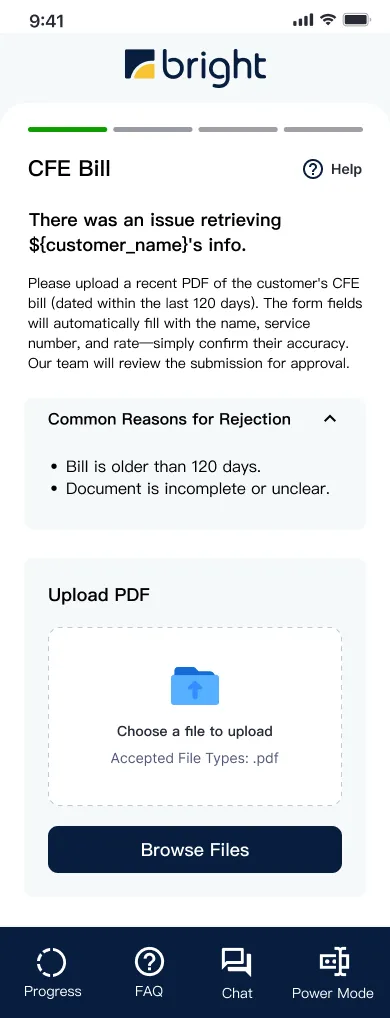 9:41
bright
CFE Bill
Help
There was an issue retrieving
${customer_name}'s info.
Please upload a recent PDF of the customer's CFE
bill (dated within the last 120 days). The form fields
will automatically fill with the name, service
number, and rate—simply confirm their accuracy.
Our team will review the submission for approval.
Common Reasons for Rejection
• Bill is older than 120 days.
• Document is incomplete or unclear.
Upload PDF
Choose a file to upload
Accepted File Types: .pdf
Browse Files
Progress
FAQ
Chat
Power Mode